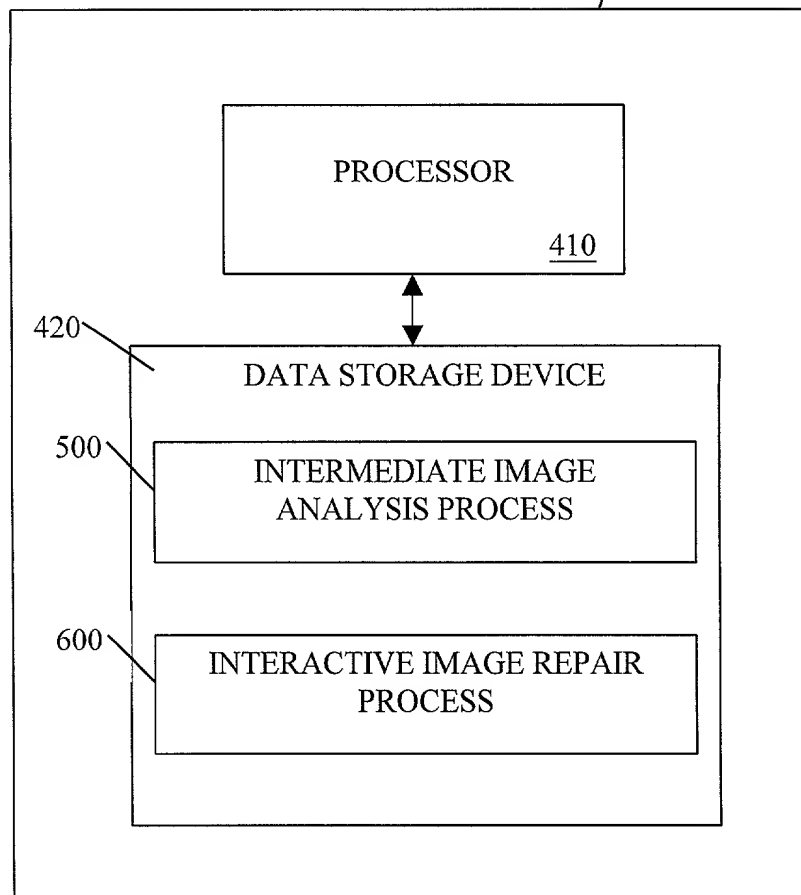 PROCESSOR
410
420
DATA STORAGE DEVICE
500
INTERMEDIATE IMAGE
ANALYSIS PROCESS
600
INTERACTIVE IMAGE REPAIR
PROCESS